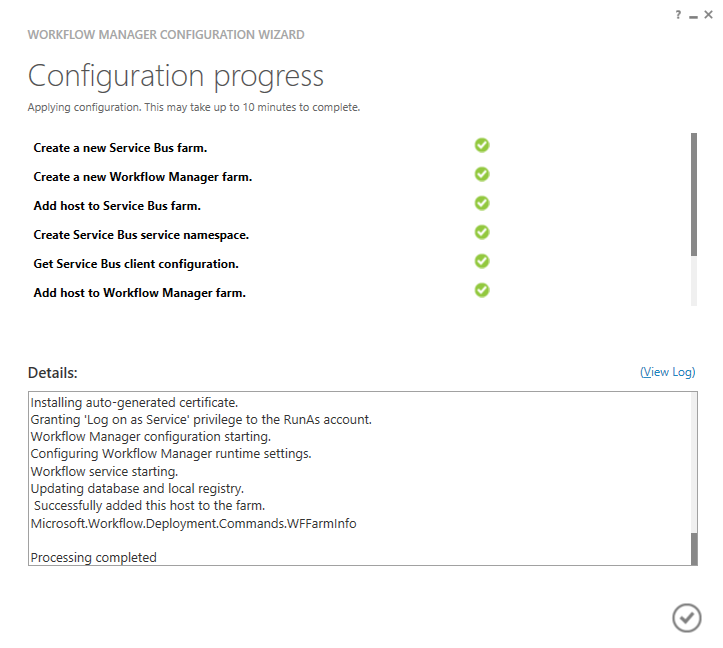 ?
WORKFLOW MANAGER CONFIGURATION WIZARD
Configuration progress
Applying configuration. This may take up to 10 minutes to complete.
Create a new Service Bus farm.
Create a new Workflow Manager farm.
Add host to Service Bus farm.
Create Service Bus service namespace.
Get Service Bus client configuration.
Add host to Workflow Manager farm.
Details:
(View Log)
Installing auto-generated certificate.
Granting 'Log on as Service' privilege to the RunAs account.
Workflow Manager configuration starting.
Configuring Workflow Manager runtime settings.
Workflow service starting.
Updating database and local registry.
Successfully added this host to the farm.
Microsoft.Workflow.Deployment.Commands.WFFarmInfo
Processing completed